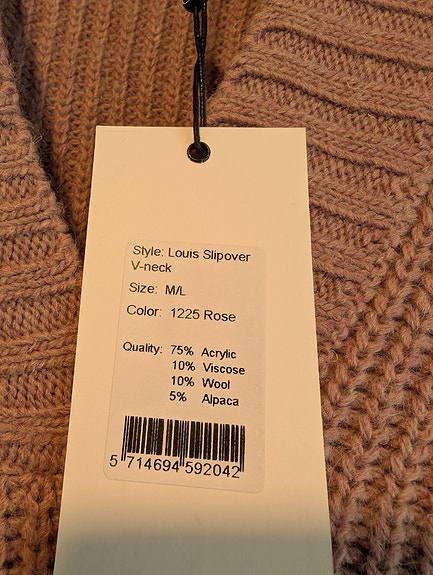 Style: Louis Slipover
V-neck
Size: M/L
Color: 1225 Rose
Quality: 75% Acrylic
10% Viscose
10% Wool
5% Alpaca
5 714694 592042